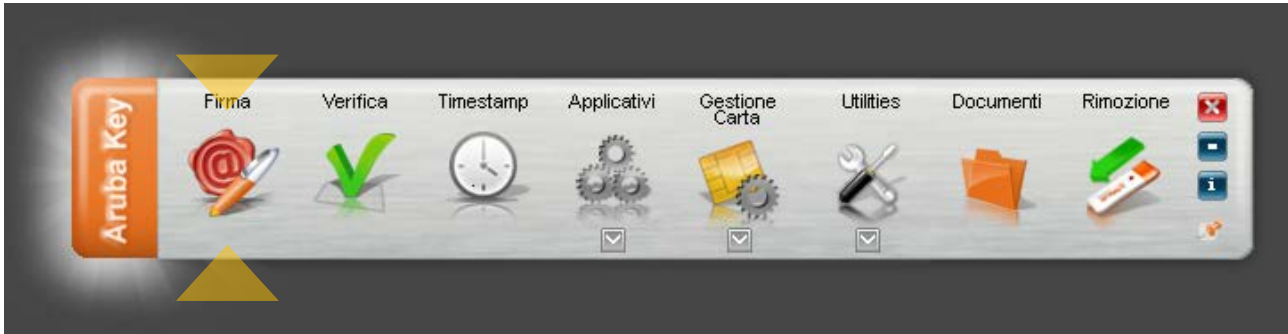 Aruba Key
Firma
Verifica
Timestamp
Applicativi
Gestione
Carta
Utilities
Documenti
Rimozione